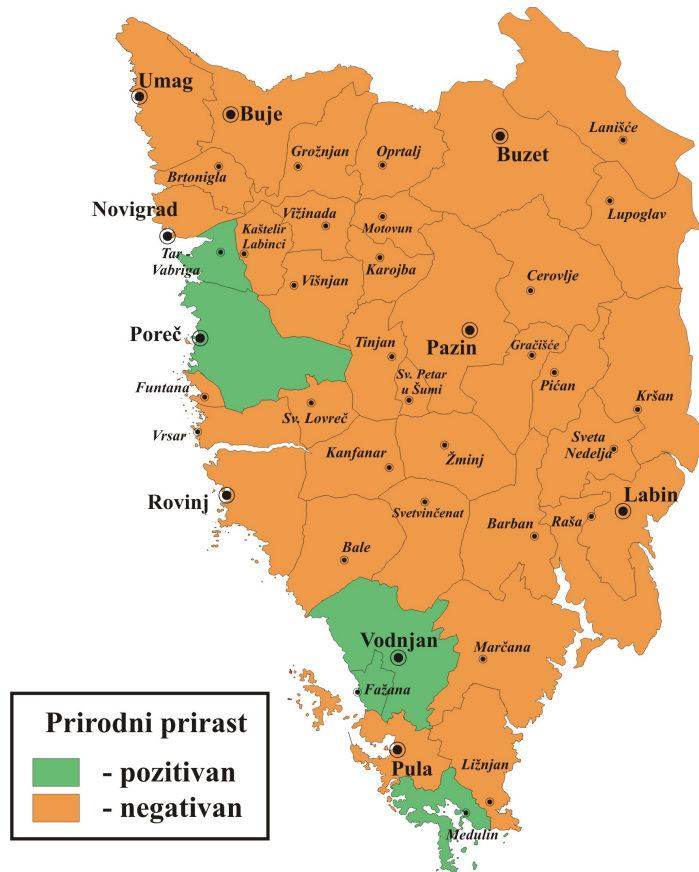 Umag
Buje
Lanišće
Buzet
Grožnjan
Oprtalj
Brtonigla
Lupoglav
Novigrad
Vižinada
Motovun
Kaštelir
Labinci
Tar -
Vabriga
Karojba
Višnjan
Cerovlje
Poreč
Tinjan
Pazin
Gračišće
Sv. Petar
u Šumi
Pićan
Funtana
Kršan
Sv. Lovreč
Vrsar
Sveta
Nedelja
Kanfanar
Žminj
Rovinj
Labin
Svetvinčenat
Barban
Raša
Bale
Vodnjan
Marčana
Fažana
Prirodni prirast
- pozitivan
- negativan
Pula
Ližnjan
Medulin